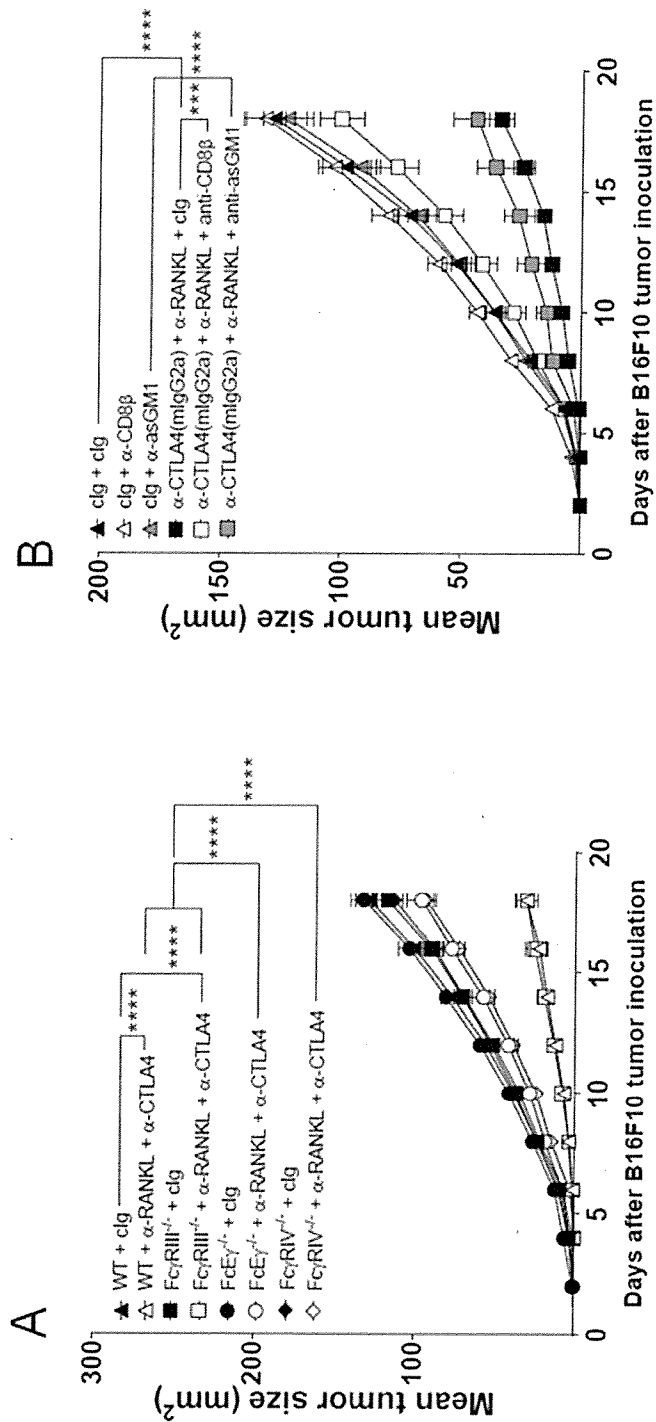 A
300
200
100
0
Mean tumor size (mm²)
0
5
10
15
20
Days after B16F10 tumor inoculation
WT + cIg
WT + α-RANKL + α-CTLA4
FcγRIII⁻/⁻ + cIg
FcγRIII⁻/⁻ + α-RANKL + α-CTLA4
FcEγ⁻/⁻ + cIg
FcEγ⁻/⁻ + α-RANKL + α-CTLA4
FcγRIV⁻/⁻ + cIg
FcγRIV⁻/⁻ + α-RANKL + α-CTLA4
****
****
****
****
B
200
150
100
50
0
Mean tumor size (mm²)
0
5
10
15
20
Days after B16F10 tumor inoculation
cIg + cIg
cIg + α-CD8β
cIg + α-asGM1
α-CTLA4(mIgG2a) + α-RANKL + cIg
α-CTLA4(mIgG2a) + α-RANKL + anti-CD8β
α-CTLA4(mIgG2a) + α-RANKL + anti-asGM1
****
*** ****